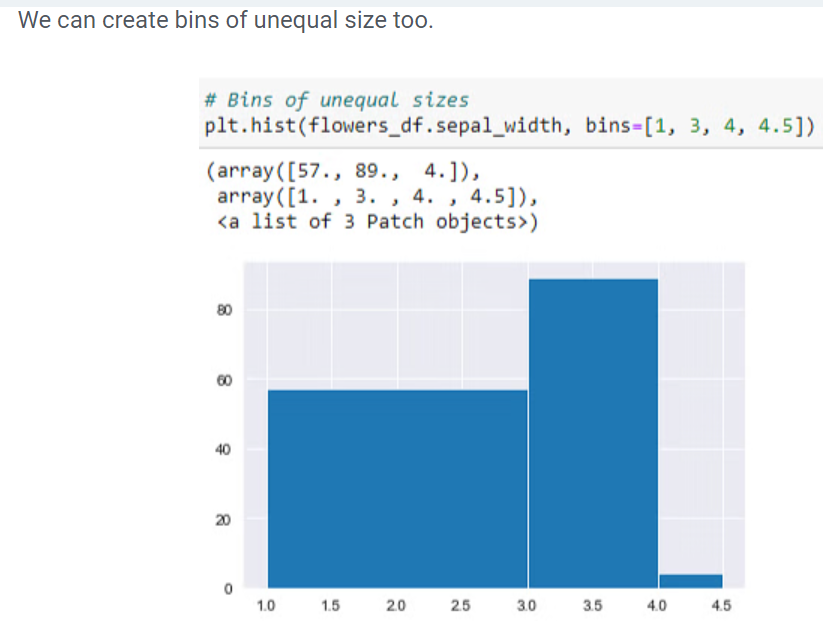 We can create bins of unequal size too.
# Bins of unequal sizes
plt.hist(flowers_df.sepal_width, bins=[1, 3, 4, 4.5])
(array([57., 89.,  4.]),
array([1. , 3. , 4. , 4.5]),
<a list of 3 Patch objects>)
80
60
40
20
0
1.0 1.5 2.0 2.5 3.0 3.5 4.0 4.5